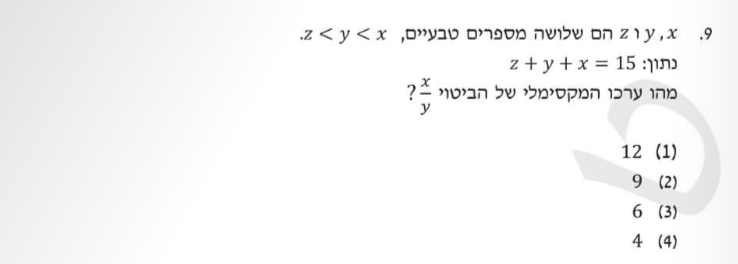 9. x, y ו z הם שלושה מספרים טבעיים, z < y < x.
נתון: z + y + x = 15
מהו ערכו המקסימלי של הביטוי x/y?
(1) 12
(2) 9
(3) 6
(4) 4